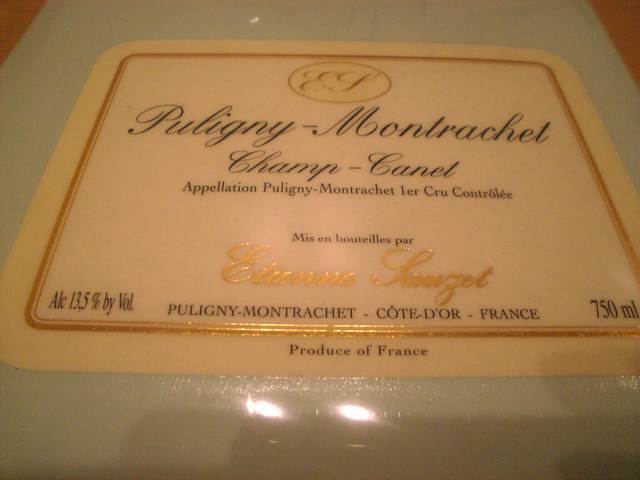 ES
Puligny-Montrachet
Champ-Canet
Appellation Puligny-Montrachet 1er Cru Contrôlée
Mis en bouteilles par
Etienne Sauzet
Alc 13,5 % by Vol.
PULIGNY-MONTRACHET - CÔTE-D'OR - FRANCE
750 ml
Produce of France